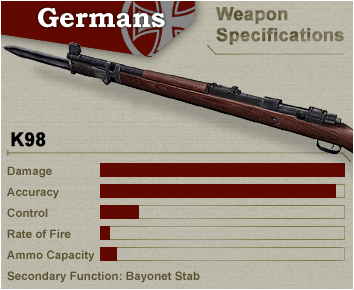 Germans
Weapon
Specifications
K98
Damage
Accuracy
Control
Rate of Fire
Ammo Capacity
Secondary Function: Bayonet Stab